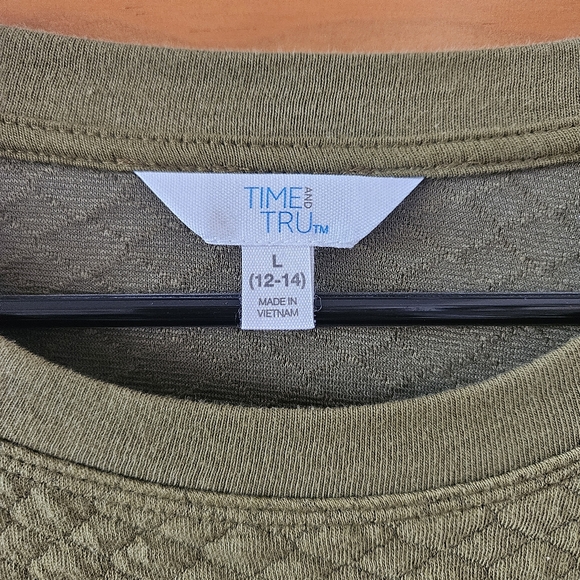 TIME AND
TRU™
L
(12-14)
MADE IN
VIETNAM